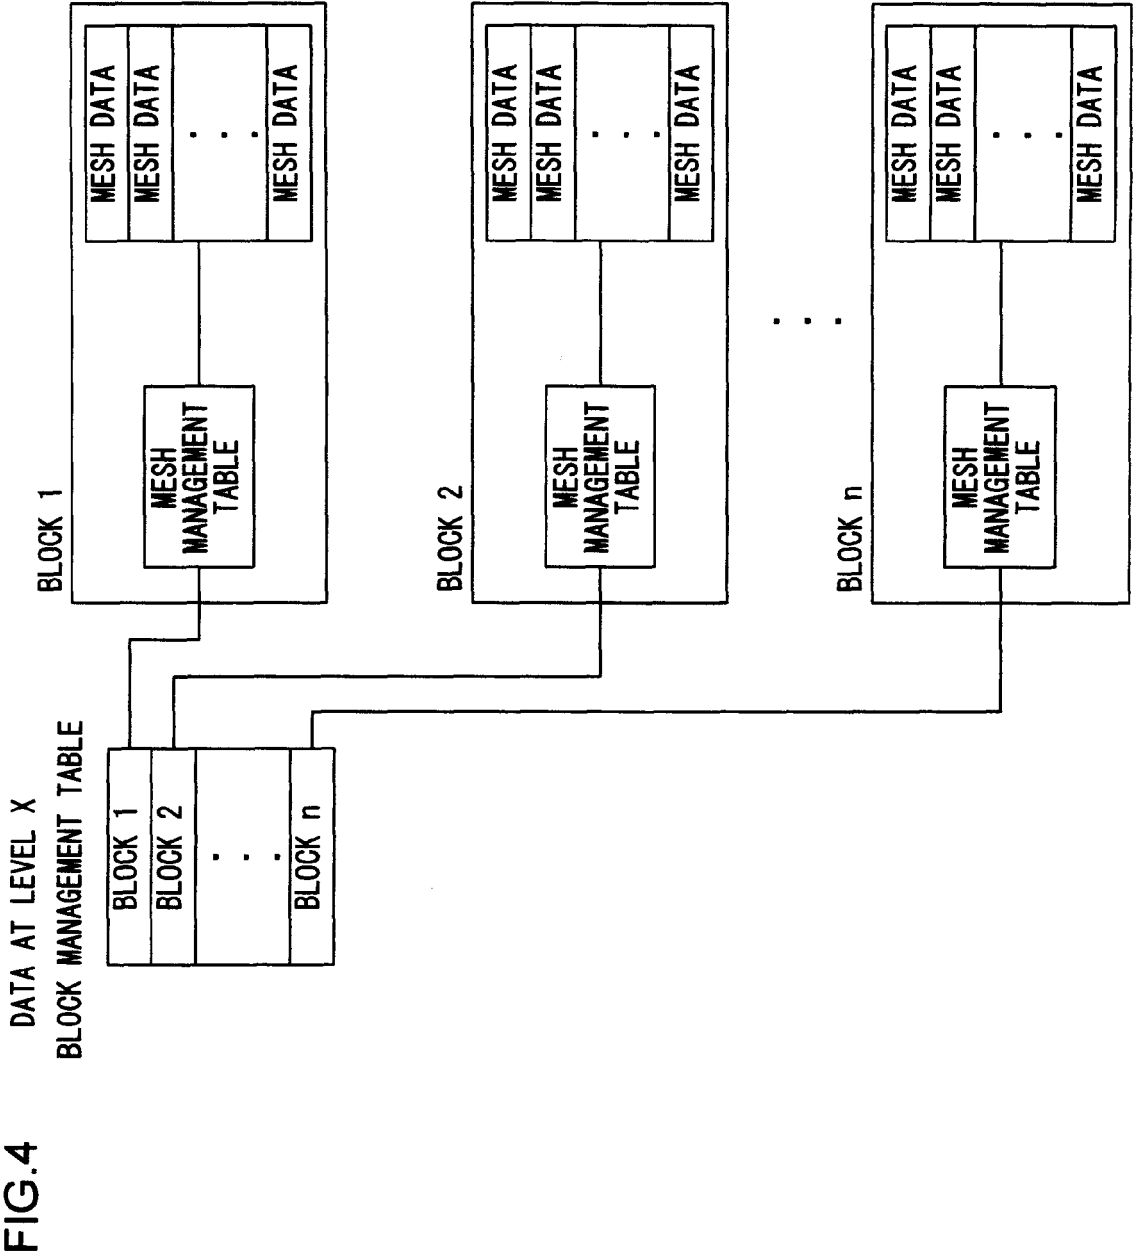 FIG.4
DATA AT LEVEL X
BLOCK MANAGEMENT TABLE
BLOCK 1
BLOCK 2
. . .
BLOCK n
BLOCK 1
MESH
MANAGEMENT
TABLE
MESH DATA
MESH DATA
. . .
MESH DATA
BLOCK 2
MESH
MANAGEMENT
TABLE
MESH DATA
MESH DATA
. . .
MESH DATA
. . .
BLOCK n
MESH
MANAGEMENT
TABLE
MESH DATA
MESH DATA
. . .
MESH DATA